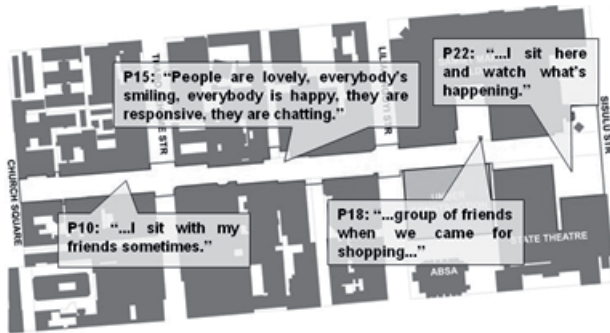 P22: “...I sit here
and watch what’s
happening.”
P15: “People are lovely, everybody’s
smiling, everybody is happy, they are
responsive, they are chatting.”
SISULU STR
CHURCH SQUARE
P10: “...I sit with my
friends sometimes.”
P18: “...group of friends
when we came for
shopping...”
STATE THEATRE
ABSA